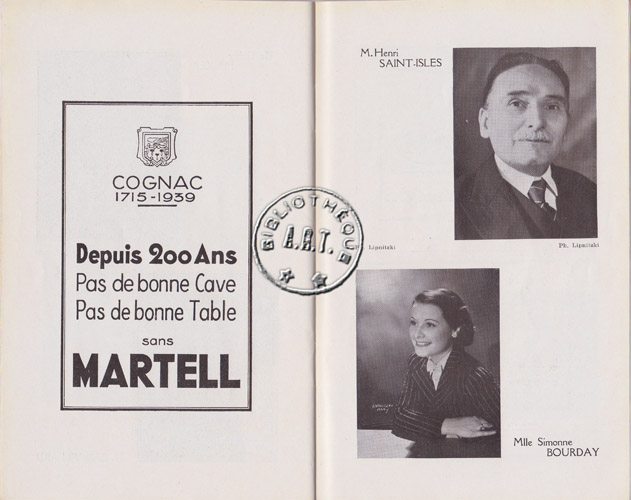 COGNAC
1715-1939
Depuis 200 Ans
Pas de bonne Cave
Pas de bonne Table
sans
MARTELL
BIBLIOTHÈQUE
A.R.T.
M. Henri
SAINT-ISLES
Lipnitzki
Ph. Lipnitzki
Mlle Simonne
BOURDAY